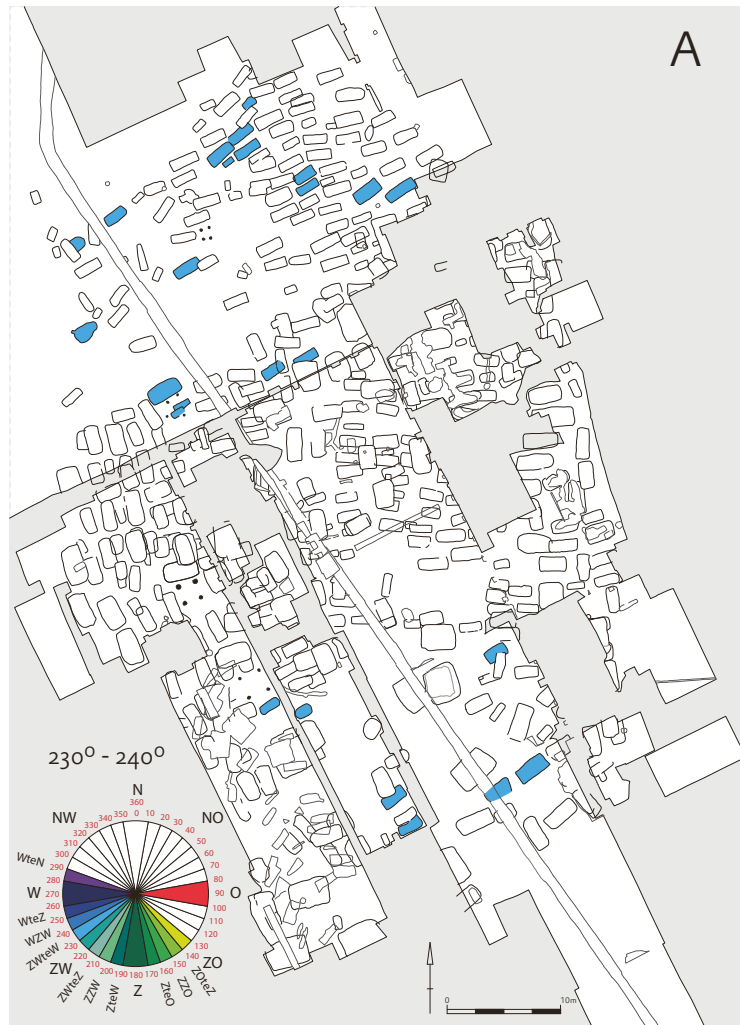 A
230° - 240°
N
360
350 0 10
340 20
NW 330 30 NO
320 40
310 50
300 60
WteN 290 70
280 80
W 270 90 O
260 100
WteZ 250 110
WZW 240 120
ZWteW 230 130
ZW 220 140 ZO
ZWteZ 210 150 ZOteZ
ZZW 200 160 ZZO
ZteW 190 180 170 ZteO
Z
0 10m